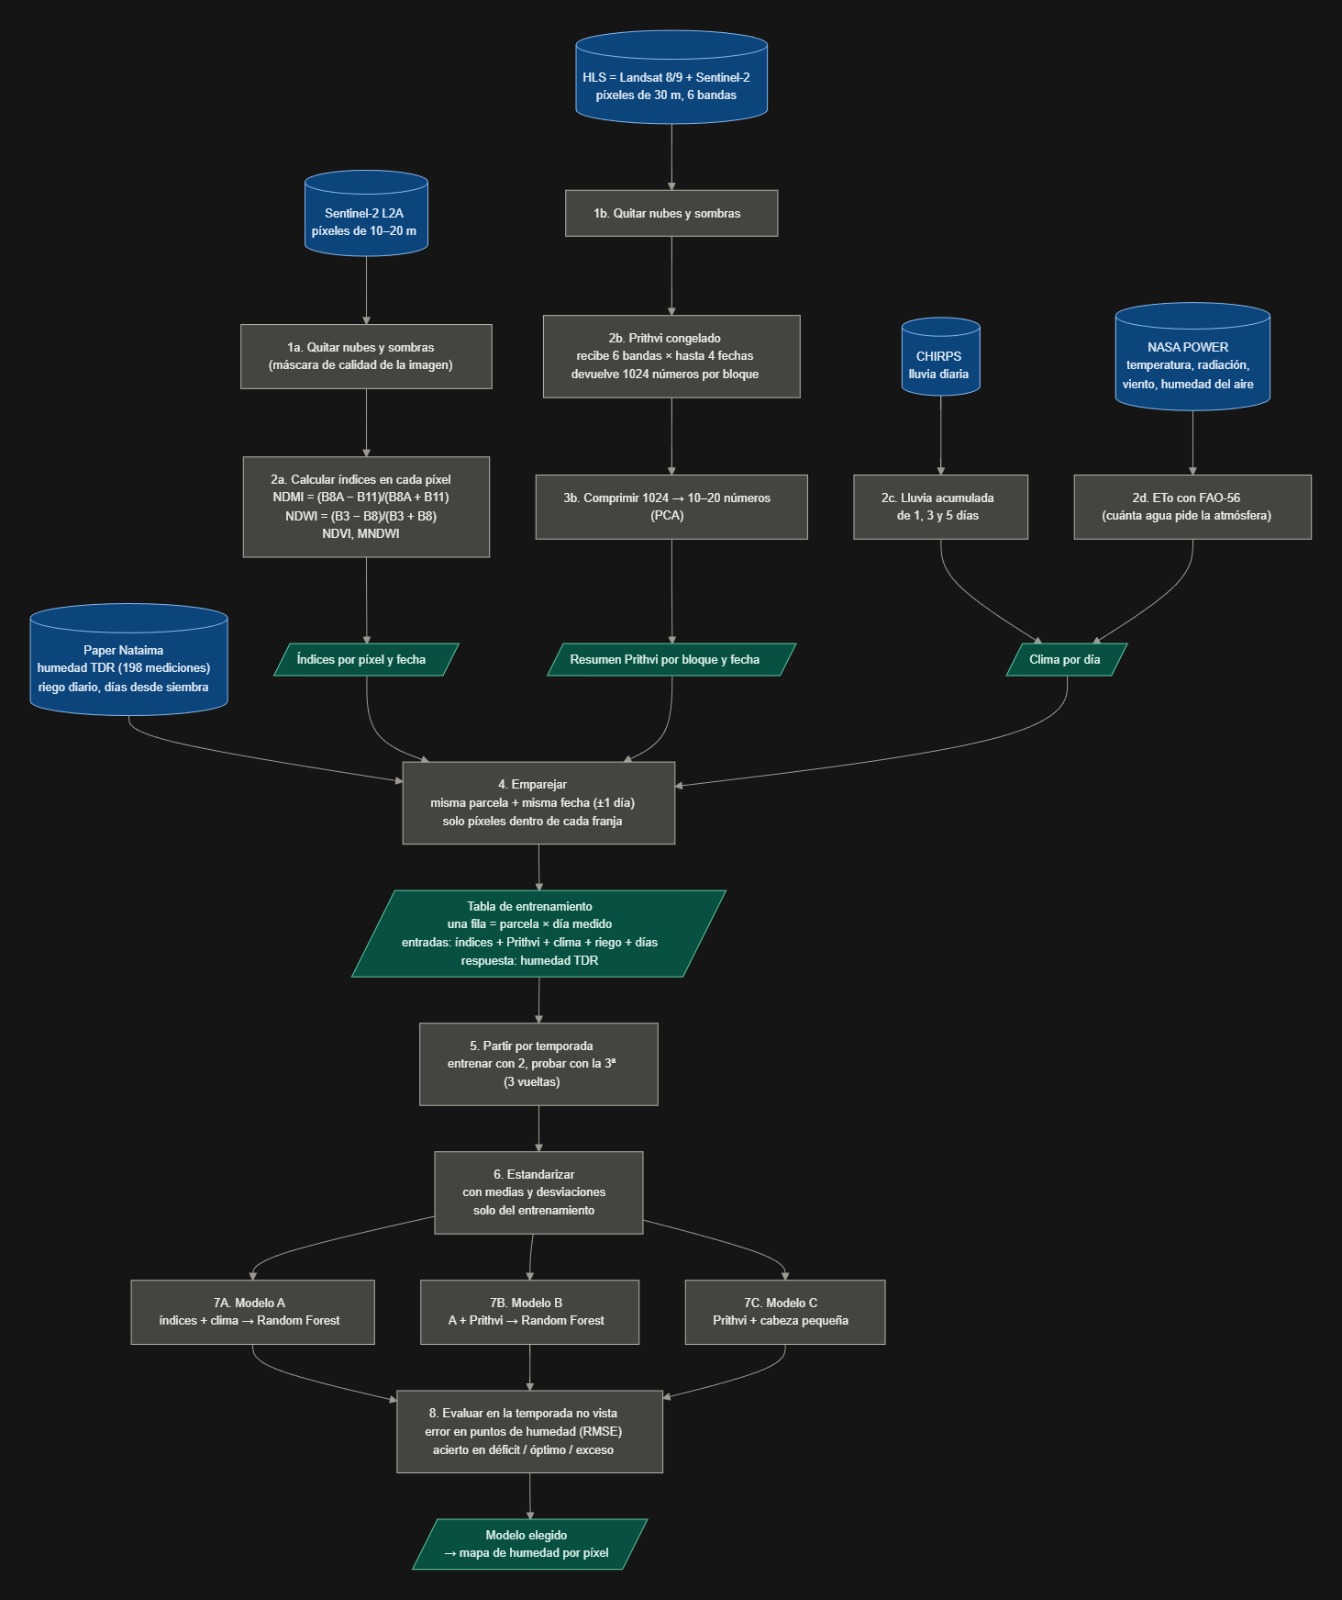 HLS = Landsat 8/9 + Sentinel-2
píxeles de 30 m, 6 bandas
Sentinel-2 L2A
píxeles de 10–20 m
1b. Quitar nubes y sombras
1a. Quitar nubes y sombras
(máscara de calidad de la imagen)
2b. Prithvi congelado
recibe 6 bandas × hasta 4 fechas
devuelve 1024 números por bloque
CHIRPS
lluvia diaria
NASA POWER
temperatura, radiación,
viento, humedad del aire
2a. Calcular índices en cada píxel
NDMI = (B8A − B11)/(B8A + B11)
NDWI = (B3 − B8)/(B3 + B8)
NDVI, MNDWI
3b. Comprimir 1024 → 10–20 números
(PCA)
2c. Lluvia acumulada
de 1, 3 y 5 días
2d. ETo con FAO-56
(cuánta agua pide la atmósfera)
Paper Nataima
humedad TDR (198 mediciones)
riego diario, días desde siembra
Índices por píxel y fecha
Resumen Prithvi por bloque y fecha
Clima por día
4. Emparejar
misma parcela + misma fecha (±1 día)
solo píxeles dentro de cada franja
Tabla de entrenamiento
una fila = parcela × día medido
entradas: índices + Prithvi + clima + riego + días
respuesta: humedad TDR
5. Partir por temporada
entrenar con 2, probar con la 3ª
(3 vueltas)
6. Estandarizar
con medias y desviaciones
solo del entrenamiento
7A. Modelo A
índices + clima → Random Forest
7B. Modelo B
A + Prithvi → Random Forest
7C. Modelo C
Prithvi + cabeza pequeña
8. Evaluar en la temporada no vista
error en puntos de humedad (RMSE)
acierto en déficit / óptimo / exceso
Modelo elegido
→ mapa de humedad por píxel